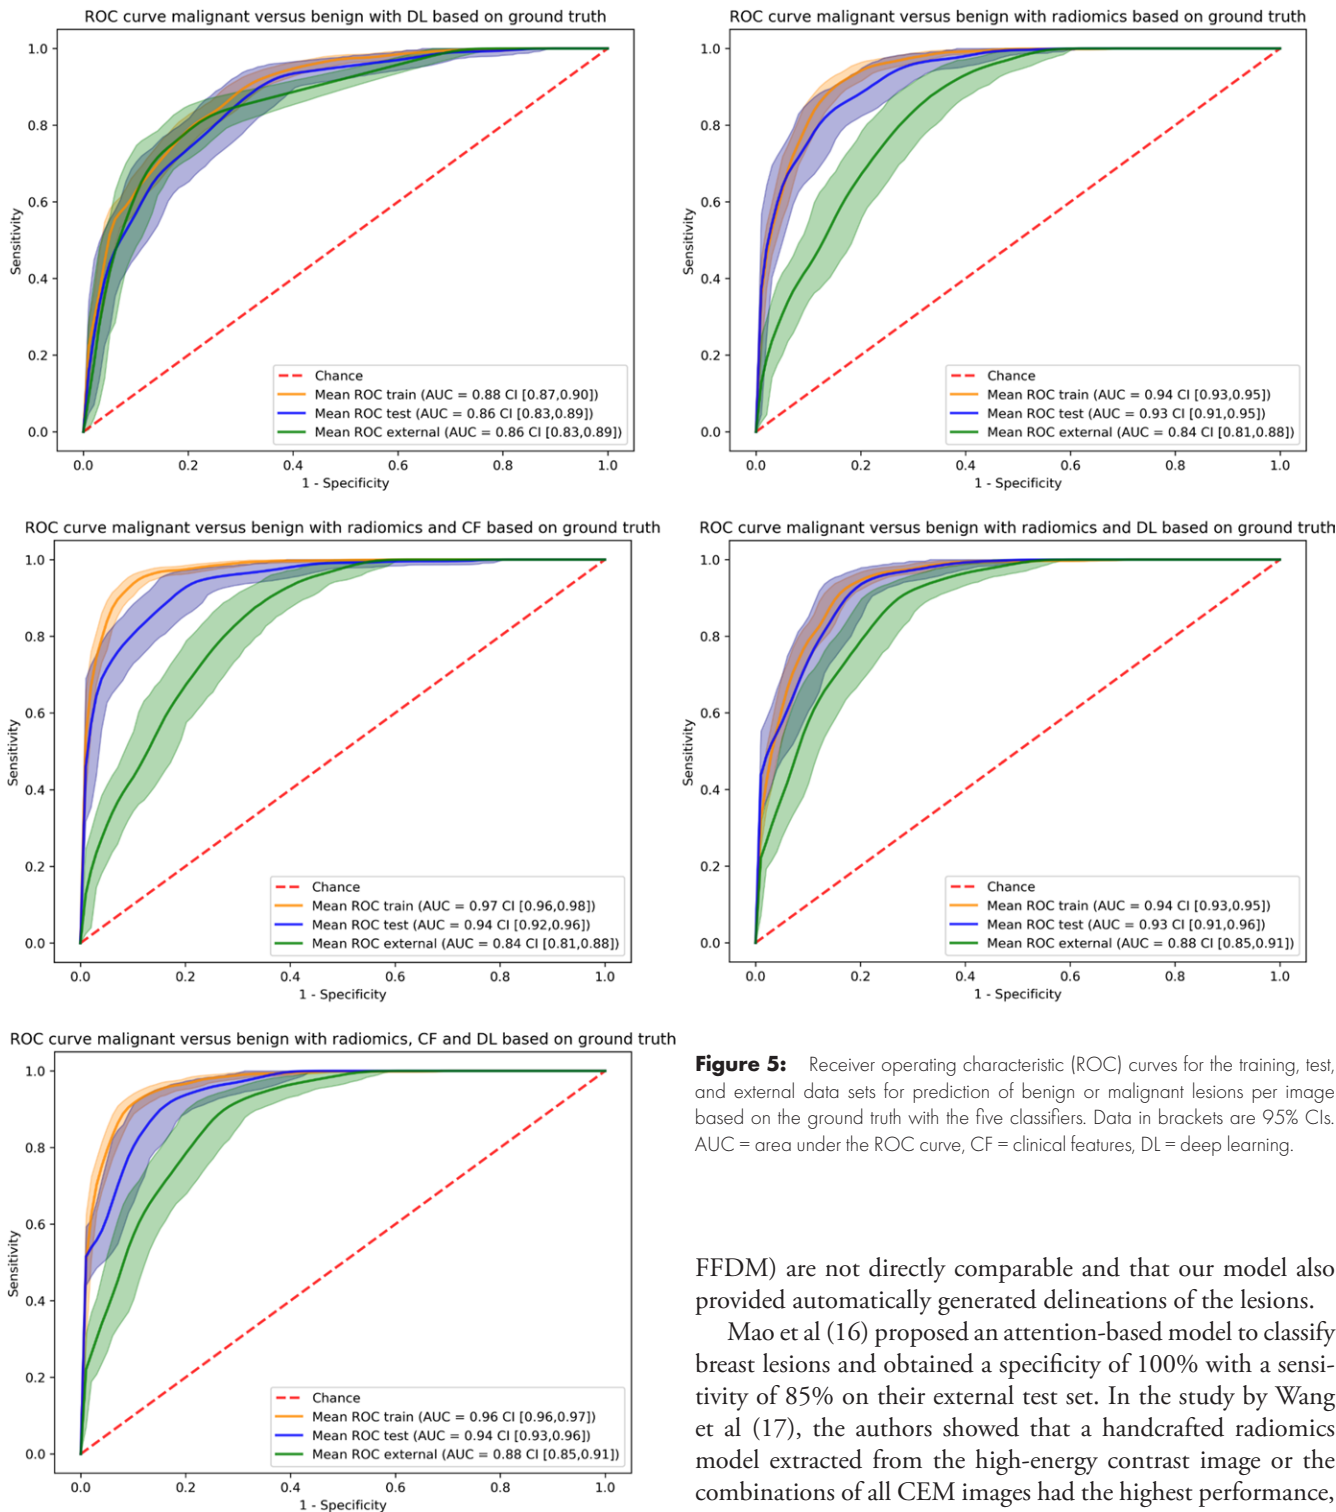 ROC curve malignant versus benign with DL based on ground truth
1.0
0.8
0.6
0.4
0.2
0.0
Sensitivity
Chance
Mean ROC train (AUC = 0.88 CI [0.87,0.90])
Mean ROC test (AUC = 0.86 CI [0.83,0.89])
Mean ROC external (AUC = 0.86 CI [0.83,0.89])
0.0 0.2 0.4 0.6 0.8 1.0
1 - Specificity
ROC curve malignant versus benign with radiomics based on ground truth
1.0
0.8
0.6
0.4
0.2
0.0
Sensitivity
Chance
Mean ROC train (AUC = 0.94 CI [0.93,0.95])
Mean ROC test (AUC = 0.93 CI [0.91,0.95])
Mean ROC external (AUC = 0.84 CI [0.81,0.88])
0.0 0.2 0.4 0.6 0.8 1.0
1 - Specificity
ROC curve malignant versus benign with radiomics and CF based on ground truth
1.0
0.8
0.6
0.4
0.2
0.0
Sensitivity
Chance
Mean ROC train (AUC = 0.97 CI [0.96,0.98])
Mean ROC test (AUC = 0.94 CI [0.92,0.96])
Mean ROC external (AUC = 0.84 CI [0.81,0.88])
0.0 0.2 0.4 0.6 0.8 1.0
1 - Specificity
ROC curve malignant versus benign with radiomics and DL based on ground truth
1.0
0.8
0.6
0.4
0.2
0.0
Sensitivity
Chance
Mean ROC train (AUC = 0.94 CI [0.93,0.95])
Mean ROC test (AUC = 0.93 CI [0.91,0.96])
Mean ROC external (AUC = 0.88 CI [0.85,0.91])
0.0 0.2 0.4 0.6 0.8 1.0
1 - Specificity
ROC curve malignant versus benign with radiomics, CF and DL based on ground truth
1.0
0.8
0.6
0.4
0.2
0.0
Sensitivity
Chance
Mean ROC train (AUC = 0.96 CI [0.96,0.97])
Mean ROC test (AUC = 0.94 CI [0.93,0.96])
Mean ROC external (AUC = 0.88 CI [0.85,0.91])
0.0 0.2 0.4 0.6 0.8 1.0
1 - Specificity
Figure 5: Receiver operating characteristic (ROC) curves for the training, test,
and external data sets for prediction of benign or malignant lesions per image
based on the ground truth with the five classifiers. Data in brackets are 95% CIs.
AUC = area under the ROC curve, CF = clinical features, DL = deep learning.
FFDM) are not directly comparable and that our model also
provided automatically generated delineations of the lesions.
Mao et al (16) proposed an attention-based model to classify
breast lesions and obtained a specificity of 100% with a sensi-
tivity of 85% on their external test set. In the study by Wang
et al (17), the authors showed that a handcrafted radiomics
model extracted from the high-energy contrast image or the
combinations of all CEM images had the highest performance,